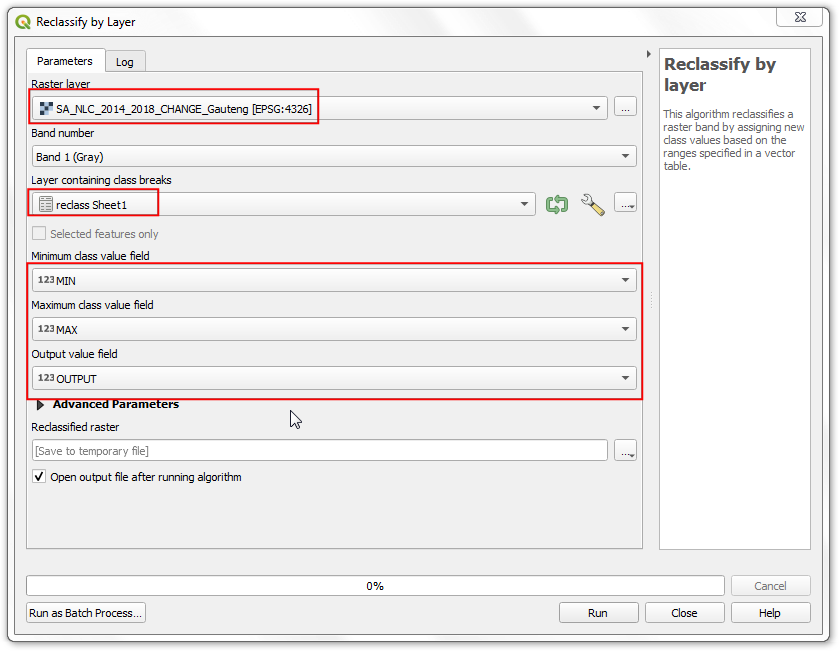 Reclassify by Layer
Parameters
Log
Raster layer
SA_NLC_2014_2018_CHANGE_Gauteng [EPSG:4326]
...
Band number
Band 1 (Gray)
Layer containing class breaks
reclass Sheet1
...
Selected features only
Minimum class value field
123 MIN
Maximum class value field
123 MAX
Output value field
123 OUTPUT
Advanced Parameters
Reclassified raster
[Save to temporary file]
...
Open output file after running algorithm
Reclassify by
layer
This algorithm reclassifies a
raster band by assigning new
class values based on the
ranges specified in a vector
table.
0%
Cancel
Run as Batch Process...
Run
Close
Help